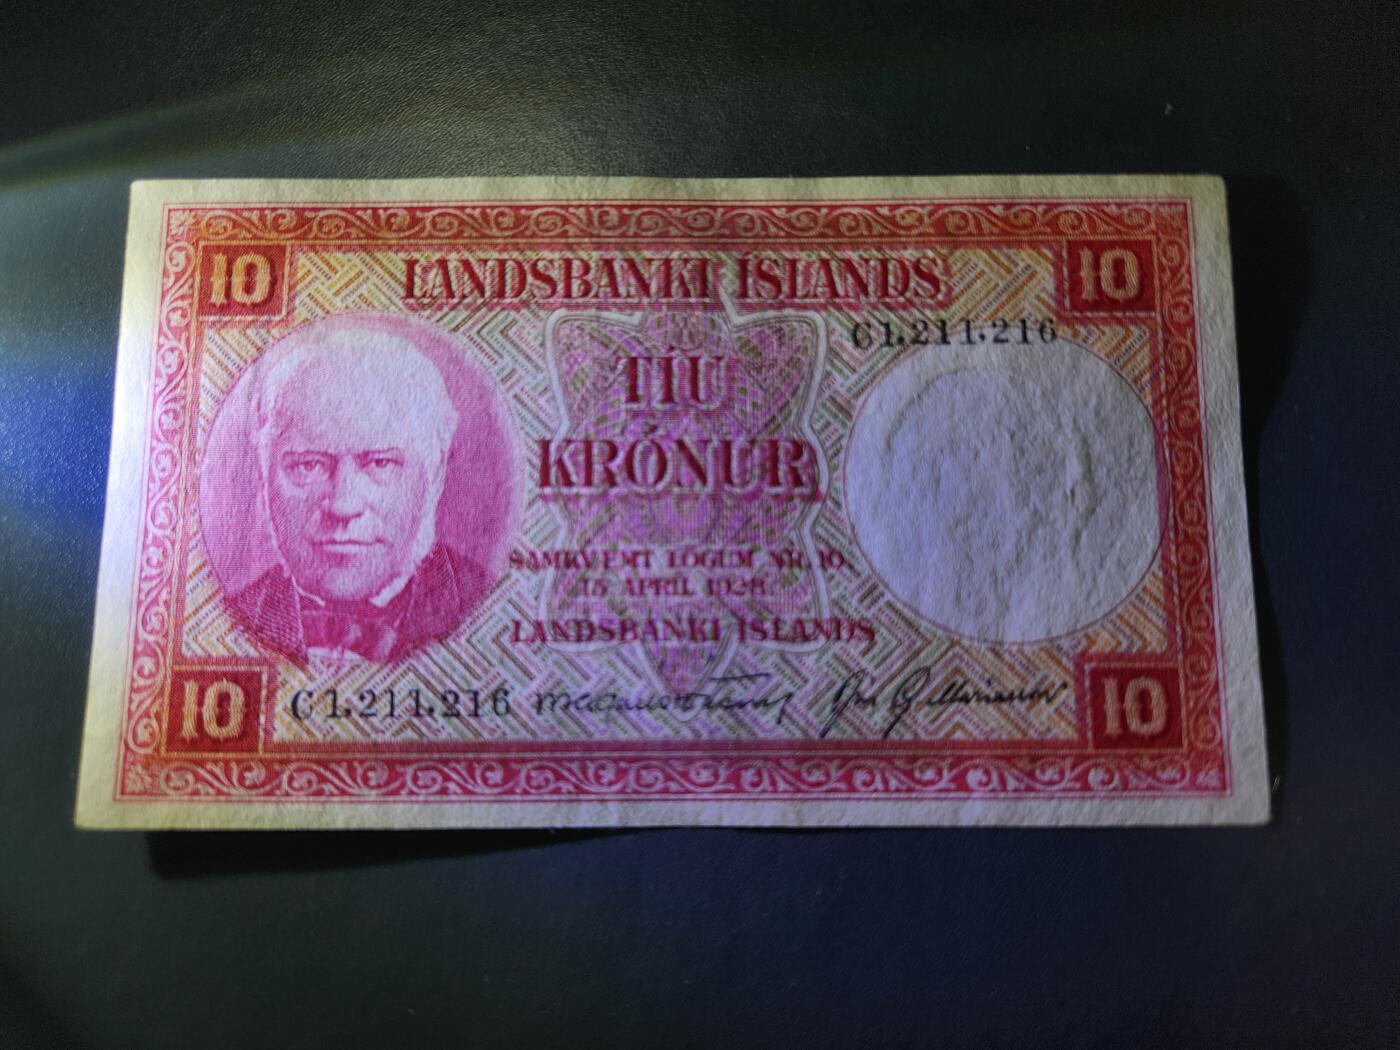 10 LANDSBANKI ÍSLANDS 10
C1,211,216
TÍU
KRÓNUR
SAMKVÆMT LÖGUM NR. 10,
15 APRÍL 1928.
LANDSBANKI ÍSLANDS
10 C1,211,216 10